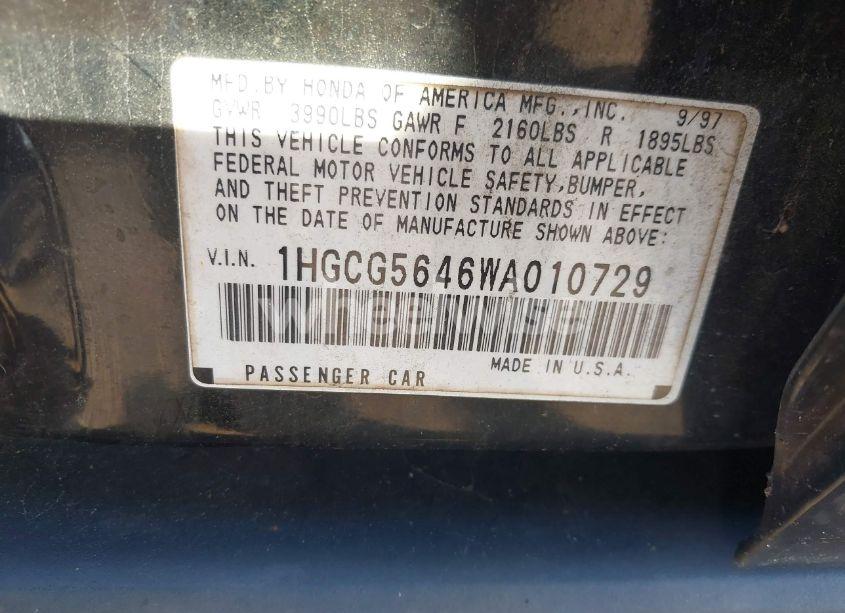 MFD.BY HONDA OF AMERICA MFG.,INC. 9/97
GVWR 3990LBS GAWR F 2160LBS R 1895LBS
THIS VEHICLE CONFORMS TO ALL APPLICABLE
FEDERAL MOTOR VEHICLE SAFETY,BUMPER,
AND THEFT PREVENTION STANDARDS IN EFFECT
ON THE DATE OF MANUFACTURE SHOWN ABOVE:
V.I.N. 1HGCG5646WA010729
wheelwise
MADE IN U.S.A.
PASSENGER CAR